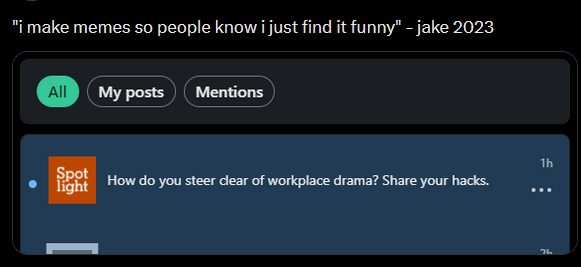 "i make memes so people know i just find it funny" - jake 2023
All My posts Mentions
1h
Spot
light
How do you steer clear of workplace drama? Share your hacks.
2h